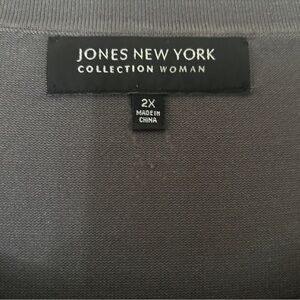 JONES NEW YORK
COLLECTION WOMAN
2X
MADE IN
CHINA